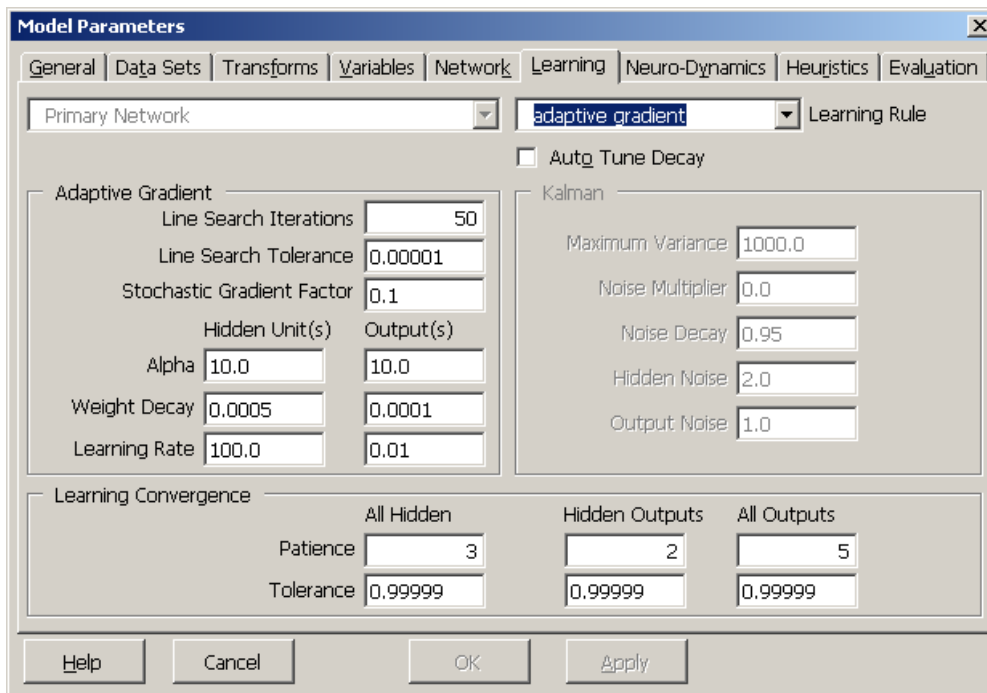 Model Parameters
General Data Sets Transforms Variables Network Learning Neuro-Dynamics Heuristics Evaluation
Primary Network adaptive gradient Learning Rule
Auto Tune Decay
Adaptive Gradient
Line Search Iterations 50
Line Search Tolerance 0.00001
Stochastic Gradient Factor 0.1
Hidden Unit(s) Output(s)
Alpha 10.0 10.0
Weight Decay 0.0005 0.0001
Learning Rate 100.0 0.01
Kalman
Maximum Variance 1000.0
Noise Multiplier 0.0
Noise Decay 0.95
Hidden Noise 2.0
Output Noise 1.0
Learning Convergence
All Hidden Hidden Outputs All Outputs
Patience 3 2 5
Tolerance 0.99999 0.99999 0.99999
Help Cancel OK Apply